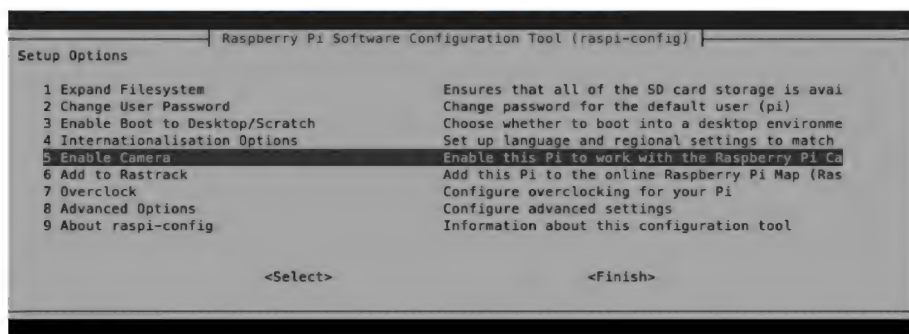 Raspberry Pi Software Configuration Tool (raspi-config)
Setup Options
1 Expand Filesystem Ensures that all of the SD card storage is avai
2 Change User Password Change password for the default user (pi)
3 Enable Boot to Desktop/Scratch Choose whether to boot into a desktop environme
4 Internationalisation Options Set up language and regional settings to match
5 Enable Camera Enable this Pi to work with the Raspberry Pi Ca
6 Add to Rastrack Add this Pi to the online Raspberry Pi Map (Ras
7 Overclock Configure overclocking for your Pi
8 Advanced Options Configure advanced settings
9 About raspi-config Information about this configuration tool
<Select> <Finish>